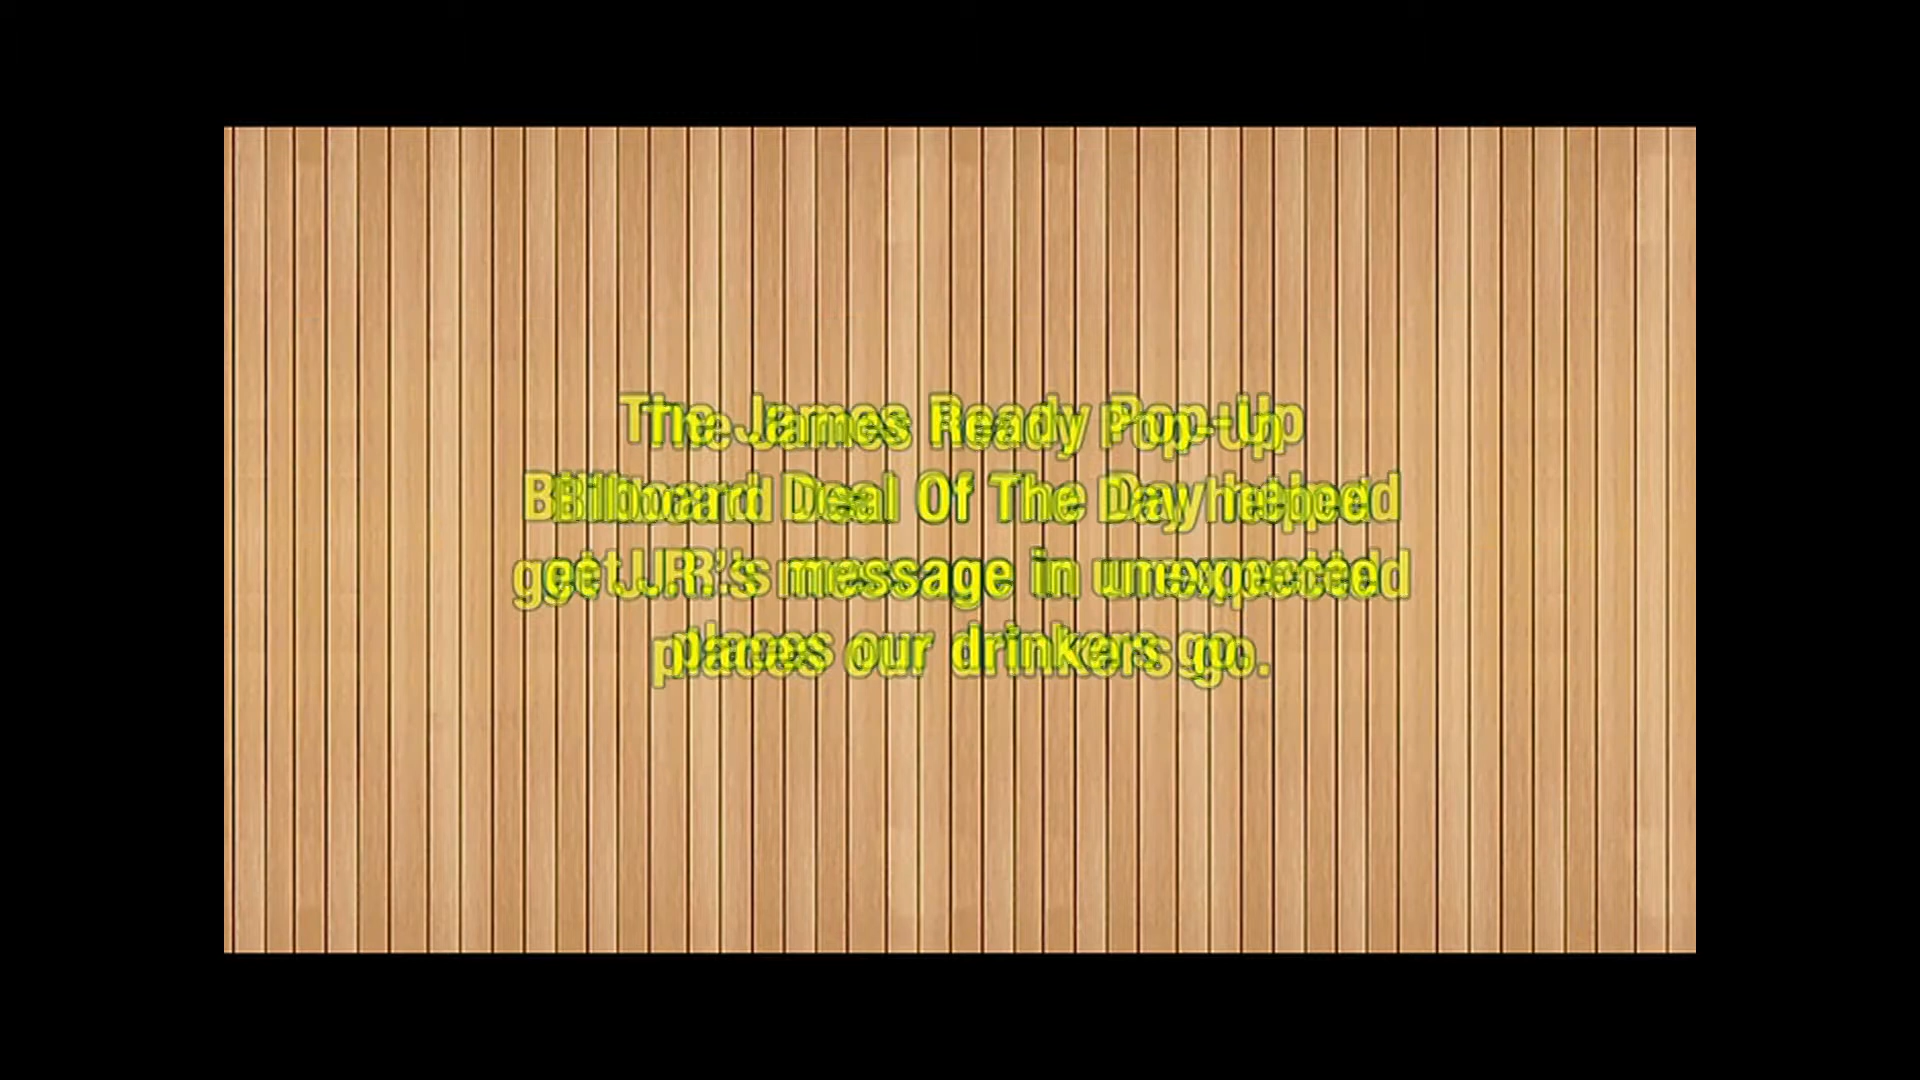 The James Ready Pop-Up
Billboard Deal Of The Day helped
get J.R.'s message in unexpected
places our drinkers go.